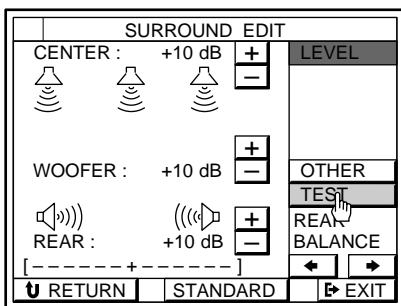 SURROUND EDIT
CENTER : +10 dB +
LEVEL
−
WOOFER : +10 dB +
−
OTHER
TEST
REAR : +10 dB +
−
REAR
BALANCE
[ − − − − − − + − − − − − − ]
RETURN STANDARD EXIT